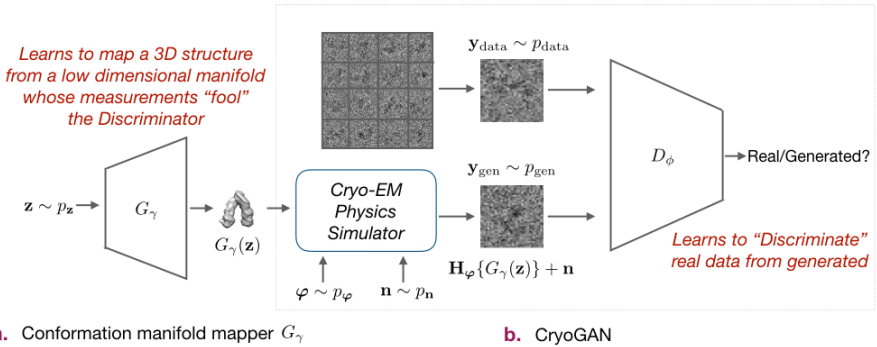 Learns to map a 3D structure
from a low dimensional manifold
whose measurements “fool”
the Discriminator
z ∼ p_z
G_γ
G_γ(z)
Cryo-EM
Physics
Simulator
φ ∼ p_φ
n ∼ p_n
y_data ∼ p_data
y_gen ∼ p_gen
H_φ{G_γ(z)} + n
D_ϕ
Real/Generated?
Learns to “Discriminate”
real data from generated
a. Conformation manifold mapper G_γ
b. CryoGAN